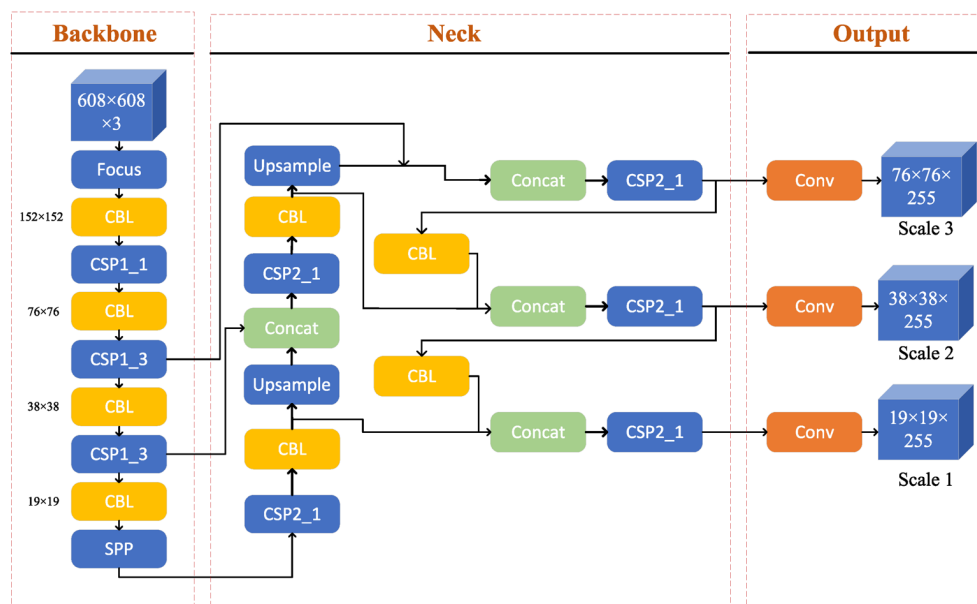 Backbone
Neck
Output
608×608
×3
Focus
152×152
CBL
CSP1_1
76×76
CBL
CSP1_3
38×38
CBL
CSP1_3
19×19
CBL
SPP
Upsample
CBL
CSP2_1
Concat
Upsample
CBL
CSP2_1
Concat
CSP2_1
CBL
Concat
CSP2_1
CBL
Concat
CSP2_1
Conv
76×76×
255
Scale 3
Conv
38×38×
255
Scale 2
Conv
19×19×
255
Scale 1